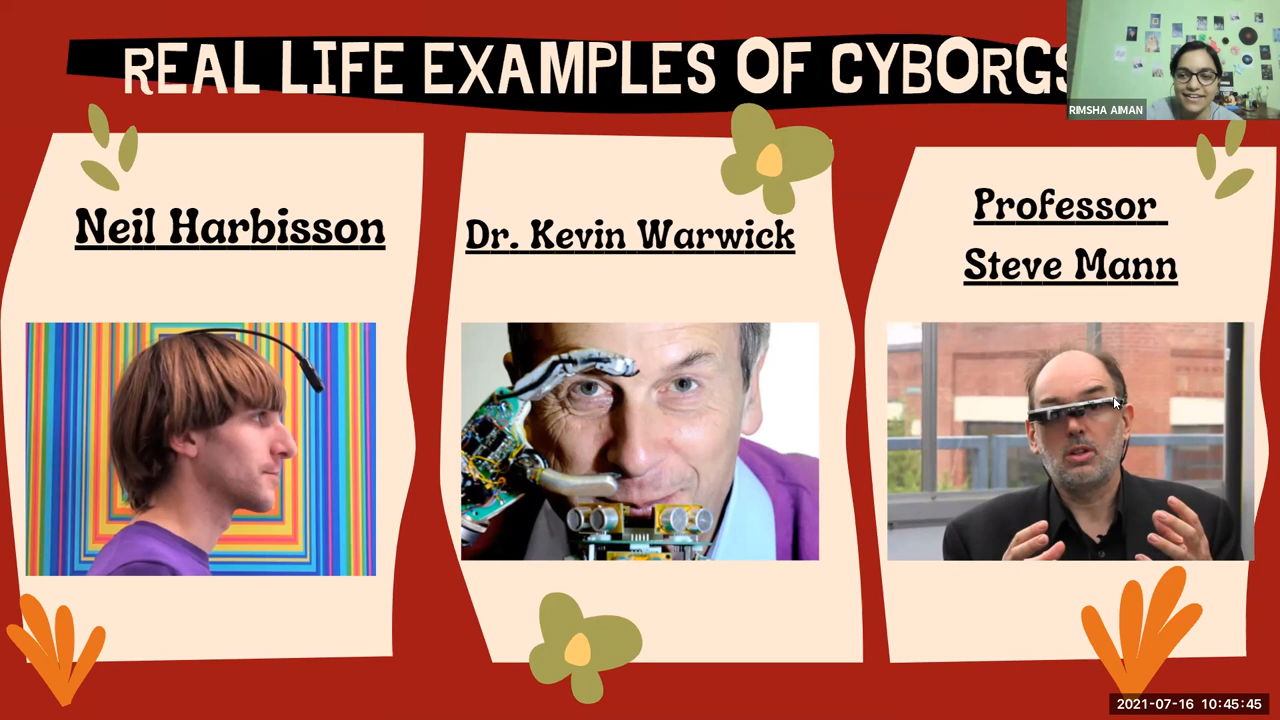 REAL LIFE EXAMPLES OF CYBORGS
RIMSHA AIMAN
Neil Harbisson
Dr. Kevin Warwick
Professor
Steve Mann
2021-07-16 10:45:45